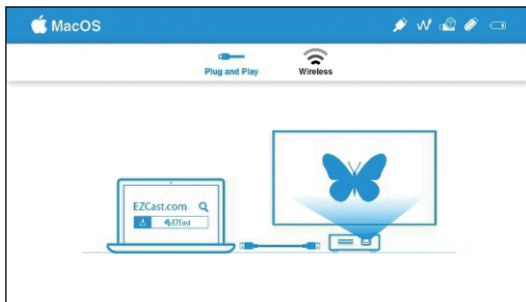 MacOS
Plug and Play
Wireless
EZCast.com
EZCast